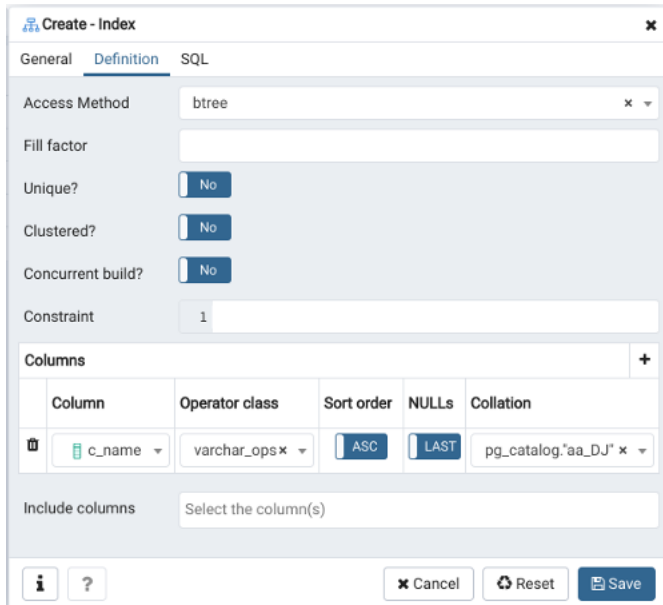 Create - Index
General Definition SQL
Access Method btree
Fill factor
Unique? No
Clustered? No
Concurrent build? No
Constraint 1
Columns
Column Operator class Sort order NULLs Collation
c_name varchar_ops ASC LAST pg_catalog."aa_DJ"
Include columns Select the column(s)
i ? Cancel Reset Save